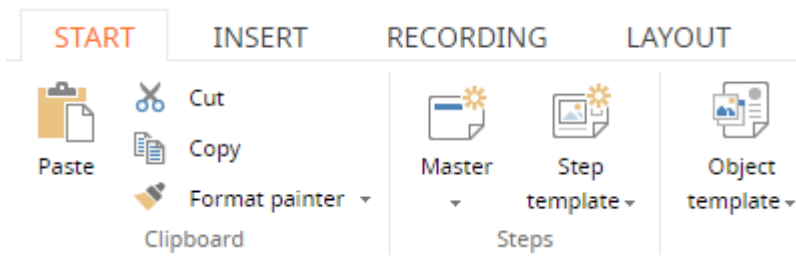 START INSERT RECORDING LAYOUT
Cut
Copy
Paste Master Step Object
Format painter template template
Clipboard Steps